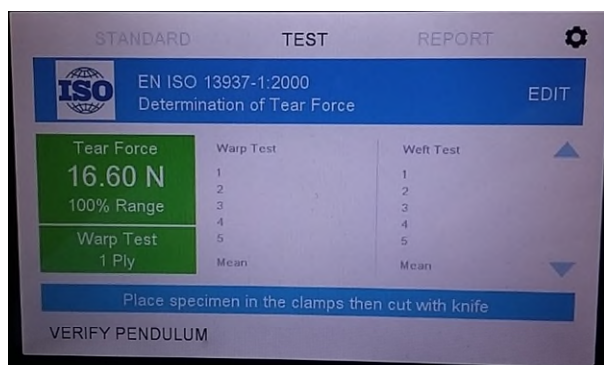 STANDARD TEST REPORT
ISO
EN ISO 13937-1:2000
Determination of Tear Force
EDIT
Tear Force
16.60 N
100% Range
Warp Test
1 Ply
Warp Test
1
2
3
4
5
Mean
Weft Test
1
2
3
4
5
Mean
Place specimen in the clamps then cut with knife
VERIFY PENDULUM